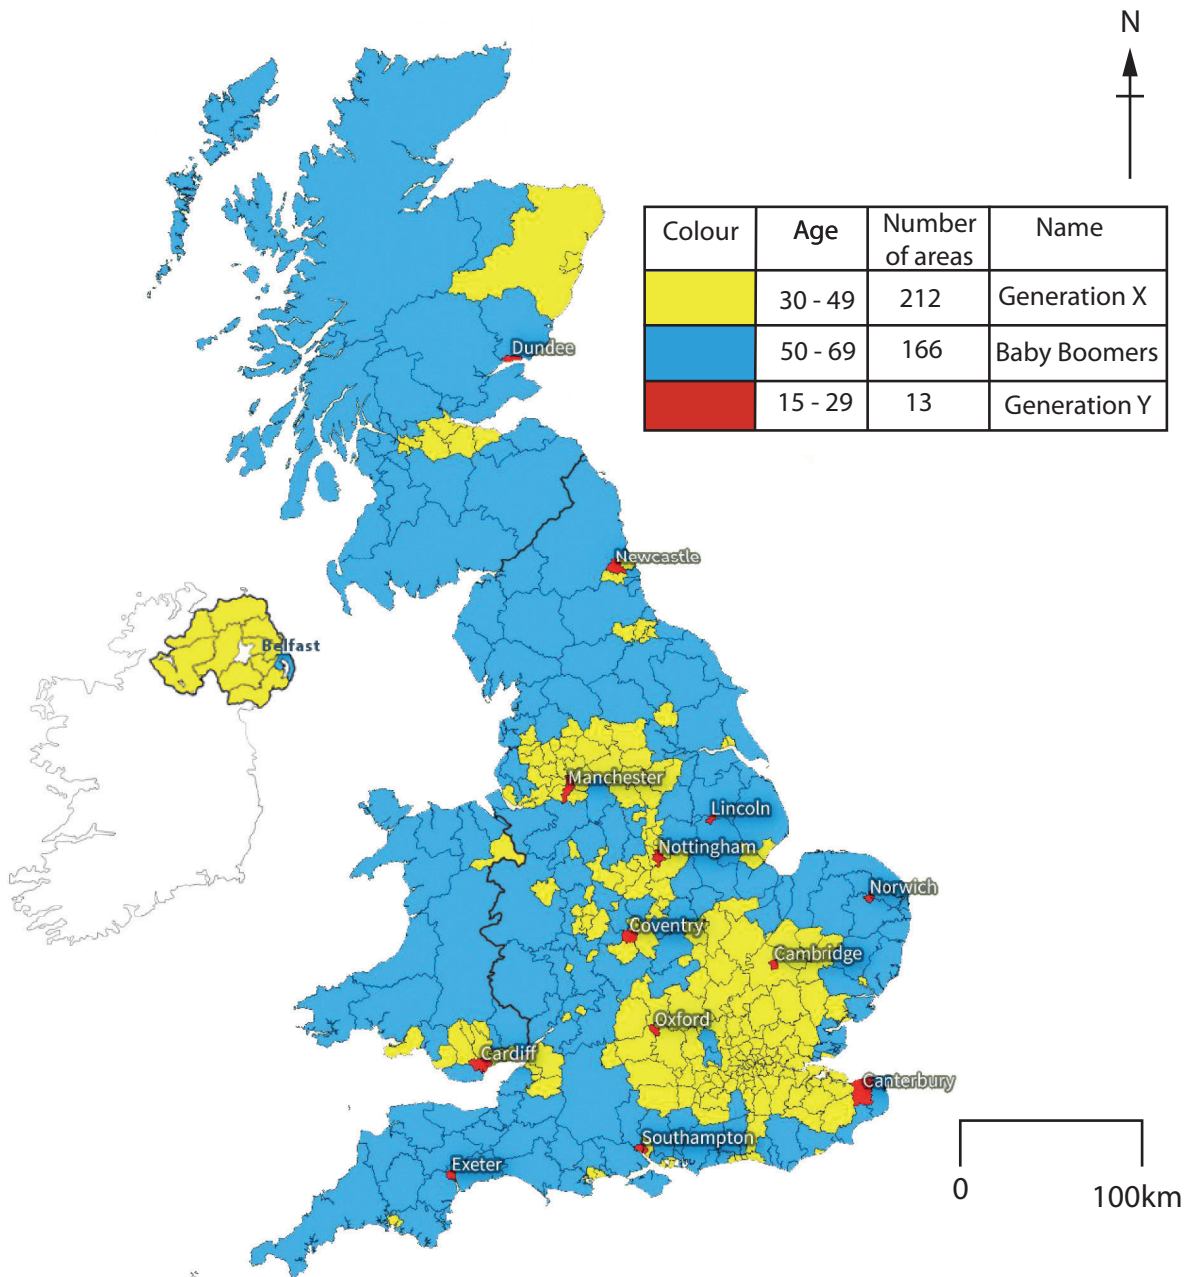 N
Colour Age Number of areas Name
30 - 49 212 Generation X
50 - 69 166 Baby Boomers
15 - 29 13 Generation Y
Dundee
Newcastle
Belfast
Manchester
Lincoln
Nottingham
Norwich
Coventry
Cambridge
Oxford
Cardiff
Canterbury
Southampton
Exeter
0 100km